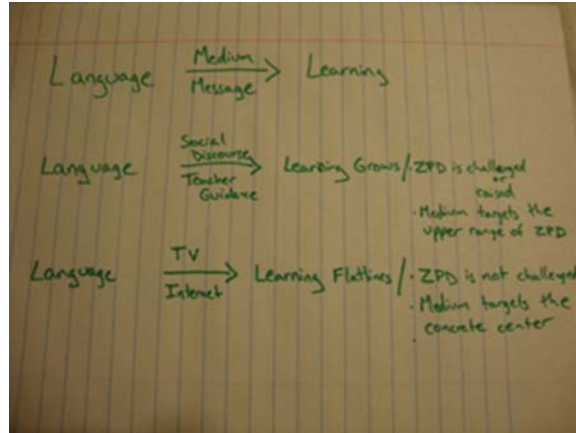 Medium
Language → Learning
Message
Social
Discourse
Language → Learning Grows / · ZPD is challenged
or
raised
Teacher
Guidance
· Medium targets the
upper range of ZPD
TV
Language → Learning Flatlines / · ZPD is not challenged
Internet
· Medium targets the
concrete center
·